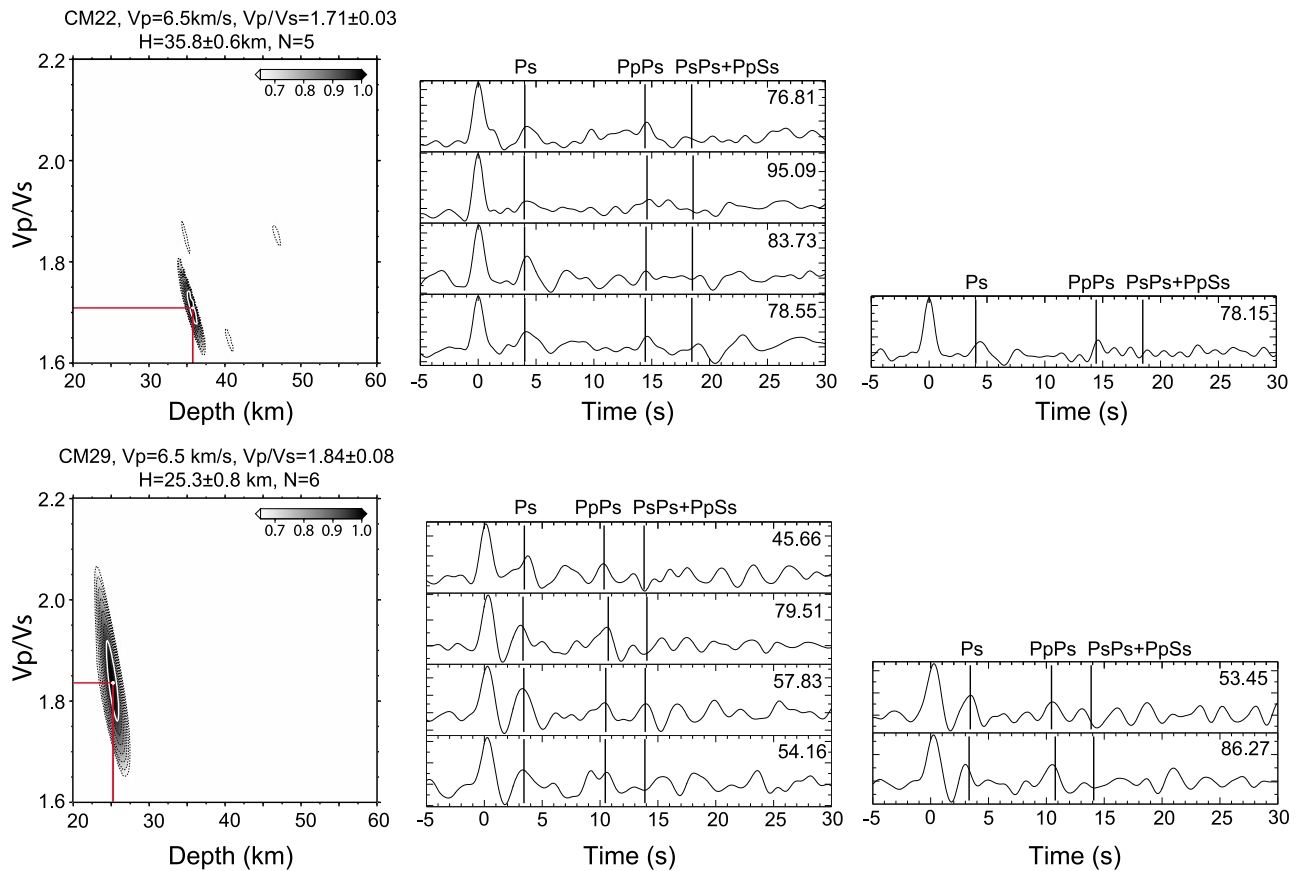 CM22, Vp=6.5km/s, Vp/Vs=1.71±0.03
H=35.8±0.6km, N=5
2.2
2.0
1.8
1.6
Vp/Vs
0.7 0.8 0.9 1.0
20 30 40 50 60
Depth (km)
Ps PpPs PsPs+PpSs
76.81
95.09
83.73
78.55
-5 0 5 10 15 20 25 30
Time (s)
Ps PpPs PsPs+PpSs
78.15
-5 0 5 10 15 20 25 30
Time (s)
CM29, Vp=6.5 km/s, Vp/Vs=1.84±0.08
H=25.3±0.8 km, N=6
2.2
2.0
1.8
1.6
Vp/Vs
0.7 0.8 0.9 1.0
20 30 40 50 60
Depth (km)
Ps PpPs PsPs+PpSs
45.66
79.51
57.83
54.16
-5 0 5 10 15 20 25 30
Time (s)
Ps PpPs PsPs+PpSs
53.45
86.27
-5 0 5 10 15 20 25 30
Time (s)